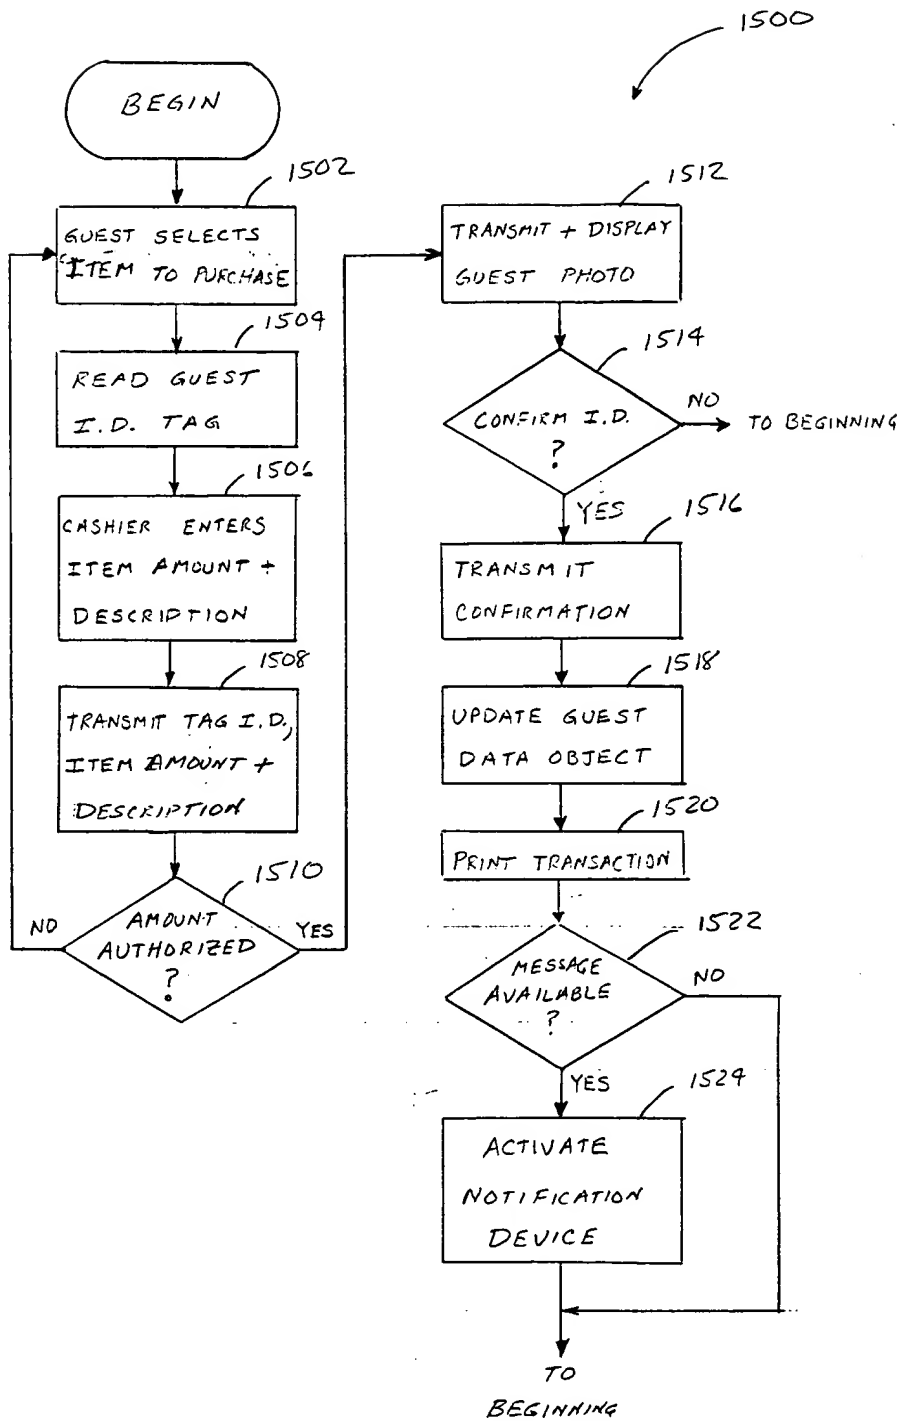 1500
BEGIN
1502
GUEST SELECTS
ITEM TO PURCHASE
1504
READ GUEST
I.D. TAG
1506
CASHIER ENTERS
ITEM AMOUNT +
DESCRIPTION
1508
TRANSMIT TAG I.D.,
ITEM AMOUNT +
DESCRIPTION
1510
AMOUNT
AUTHORIZED
?
NO
YES
1512
TRANSMIT + DISPLAY
GUEST PHOTO
1514
CONFIRM I.D.
?
NO
TO BEGINNING
YES
1516
TRANSMIT
CONFIRMATION
1518
UPDATE GUEST
DATA OBJECT
1520
PRINT TRANSACTION
1522
MESSAGE
AVAILABLE
?
NO
YES
1524
ACTIVATE
NOTIFICATION
DEVICE
TO
BEGINNING